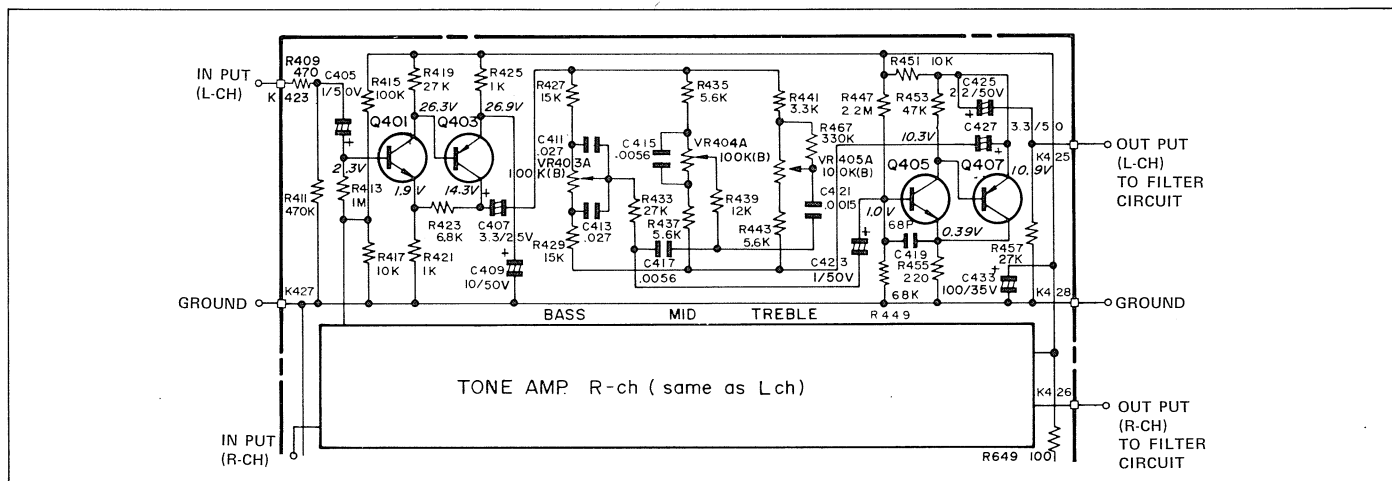 IN PUT
(L-CH)
K 423
R409
470
C405
1/50V
R415
100K
R419
27K
R425
1K
26.3V
26.9V
Q401
Q403
2.3V
R413
1M
R411
470K
1.9V
14.3V
R423
6.8K
C407
3.3/25V
R417
10K
R421
1K
C409
10/50V
R427
15K
C411
.027
VR403A
100K(B)
C413
.027
R429
15K
R435
5.6K
C415
.0056
VR404A
100K(B)
R433
27K
R437
5.6K
R439
12K
C417
.0056
R441
3.3K
R467
330K
VR405A
100K(B)
C421
.0015
R443
5.6K
C423
1/50V
R451 10K
R447
2.2M
R453
47K
C425
2.2/50V
C427
3.3/50
10.3V
Q405
Q407
10.9V
1.0V
68P
0.39V
C419
R455
220
68K
R449
C433
100/35V
R457
27K
K425
OUT PUT
(L-CH)
TO FILTER
CIRCUIT
GROUND
K427
K428
GROUND
BASS MID TREBLE
TONE AMP. R-ch ( same as Lch)
K426
OUT PUT
(R-CH)
TO FILTER
CIRCUIT
IN PUT
(R-CH)
R649 100